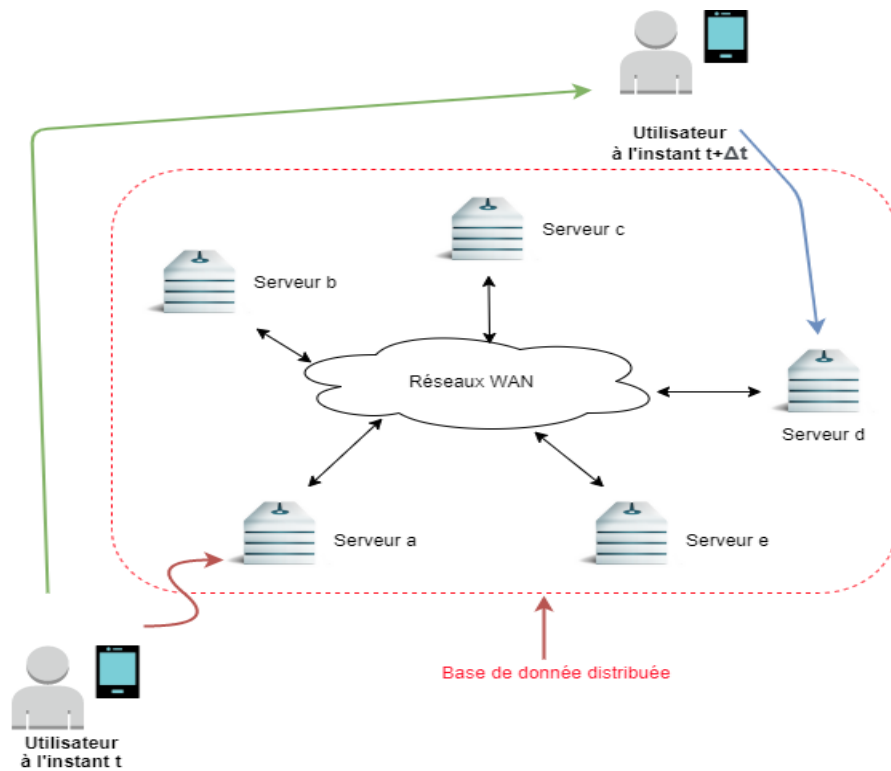 Utilisateur
à l'instant t+Δt
Serveur c
Serveur b
Réseaux WAN
Serveur d
Serveur a
Serveur e
Base de donnée distribuée
Utilisateur
à l'instant t